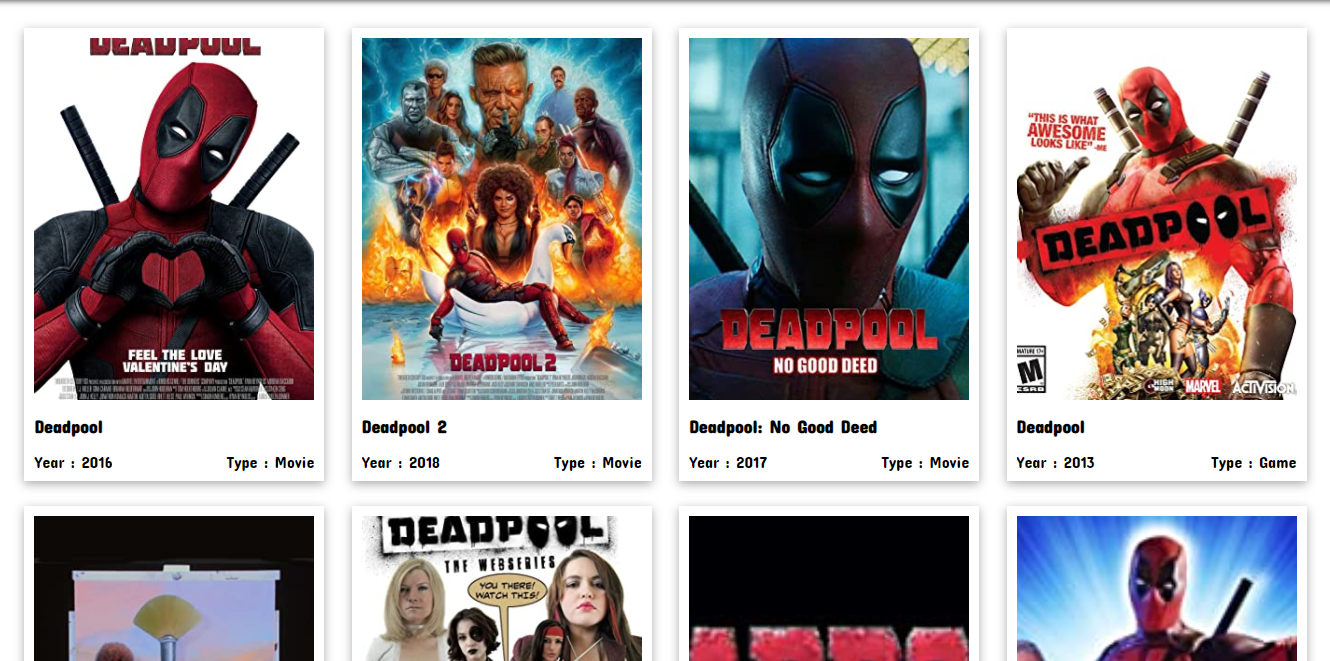 DEADPOOL
FEEL THE LOVE
VALENTINE'S DAY
Deadpool
Year : 2016 Type : Movie
DEADPOOL 2
Deadpool 2
Year : 2018 Type : Movie
DEADPOOL
NO GOOD DEED
Deadpool: No Good Deed
Year : 2017 Type : Movie
"THIS IS WHAT
AWESOME
LOOKS LIKE" -ME
DEADPOOL
MATURE 17+
M
ESRB
HIGH
MOON
MARVEL
ACTIVISION
Deadpool
Year : 2013 Type : Game
DEADPOOL
THE WEBSERIES
YOU THERE!
WATCH THIS!